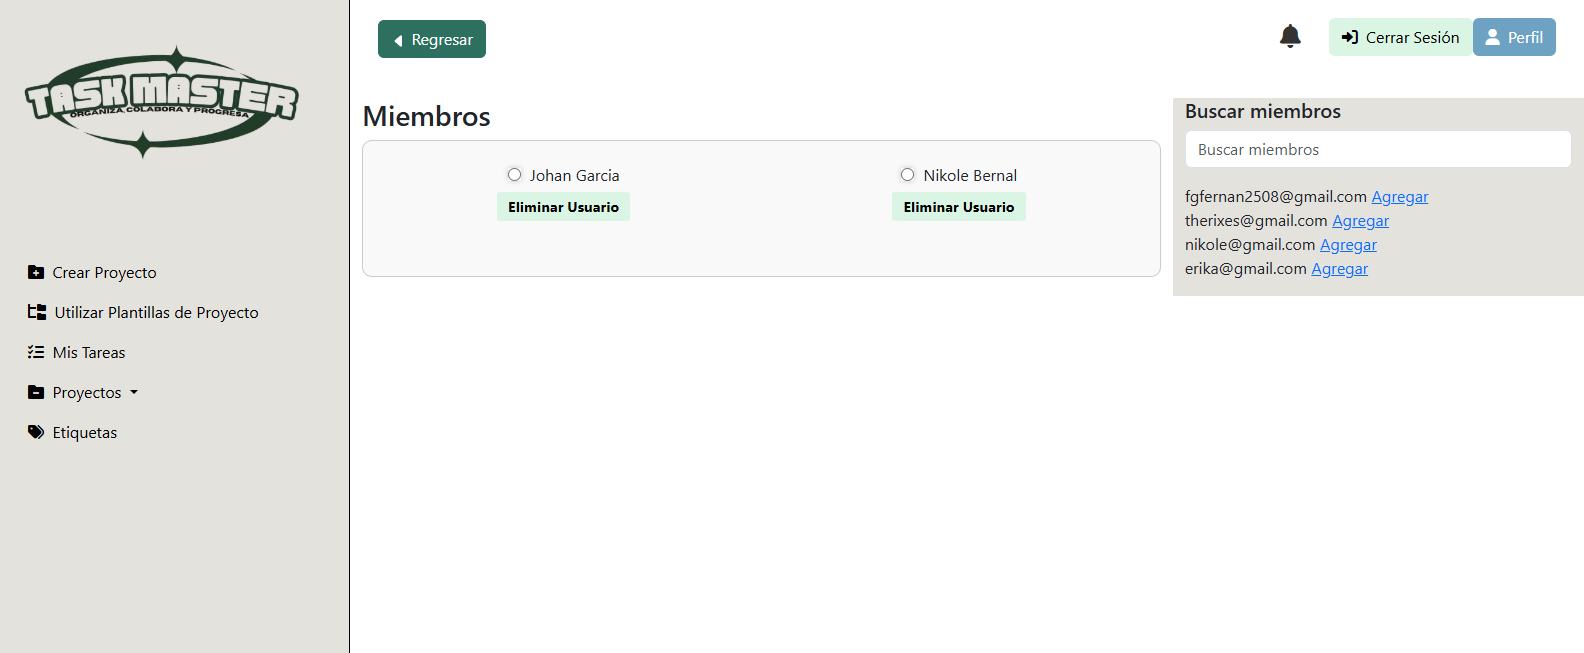 TASK MASTER
ORGANIZA, COLABORA Y PROGRESA
Crear Proyecto
Utilizar Plantillas de Proyecto
Mis Tareas
Proyectos
Etiquetas
Regresar
Cerrar Sesión
Perfil
Miembros
Johan Garcia
Eliminar Usuario
Nikole Bernal
Eliminar Usuario
Buscar miembros
Buscar miembros
fgfernan2508@gmail.com Agregar
therixes@gmail.com Agregar
nikole@gmail.com Agregar
erika@gmail.com Agregar